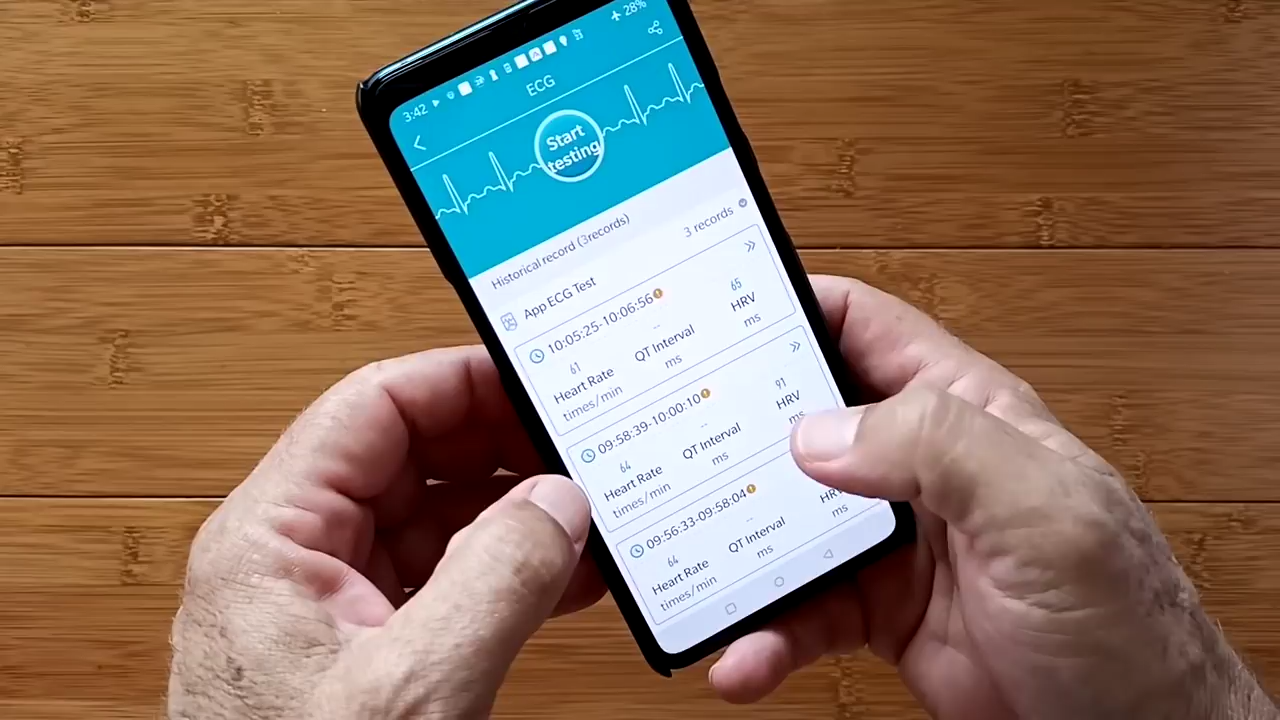 3:42
28%
ECG
Start
testing
Historical record (3records)
3 records
App ECG Test
10:05:25-10:06:56
61
Heart Rate
times/min
--
QT Interval
ms
65
HRV
ms
09:58:39-10:00:10
64
Heart Rate
times/min
--
QT Interval
ms
91
HRV
ms
09:56:33-09:58:04
64
Heart Rate
times/min
--
QT Interval
ms
HRV
ms